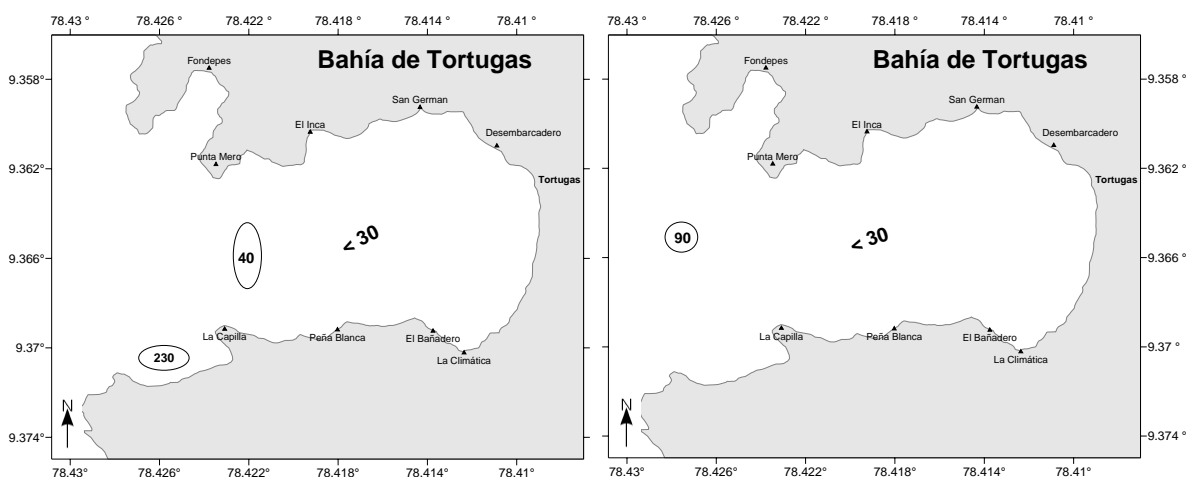 78.43 ° 78.426 ° 78.422 ° 78.418 ° 78.414 ° 78.41 °
Bahía de Tortugas
Fondepes
9.358°
San German
El Inca
Desembarcadero
Punta Mero
9.362°
Tortugas
< 30
40
9.366°
La Capilla
Peña Blanca
El Bañadero
9.37°
230
La Climática
N
9.374°
78.43 ° 78.426 ° 78.422 ° 78.418 ° 78.414 ° 78.41 °
78.43 ° 78.426 ° 78.422 ° 78.418 ° 78.414 ° 78.41 °
Bahía de Tortugas
Fondepes
9.358 °
San German
El Inca
Desembarcadero
Punta Mero
9.362 °
Tortugas
90
< 30
9.366 °
La Capilla
Peña Blanca
El Bañadero
9.37 °
La Climática
N
9.374 °
78.43 ° 78.426 ° 78.422 ° 78.418 ° 78.414 ° 78.41 °